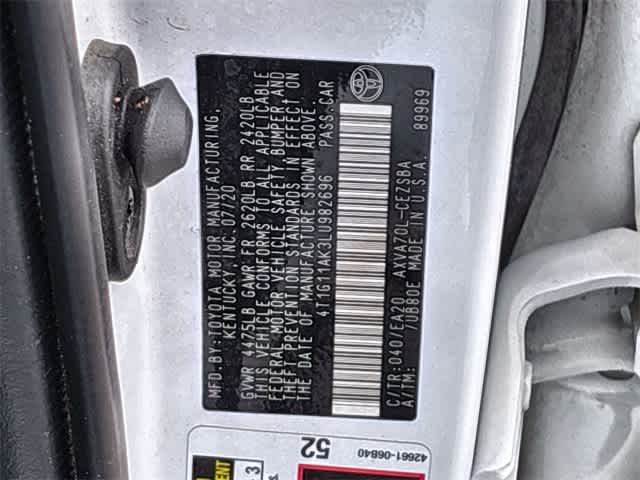 MFD.BY:TOYOTA MOTOR MANUFACTURING,
KENTUCKY, INC.07/20
GVWR 4475LB GAWR FR 2620LB RR 2420LB
THIS VEHICLE CONFORMS TO ALL APPLICABLE
FEDERAL MOTOR VEHICLE SAFETY, BUMPER AND
THEFT PREVENTION STANDARDS IN EFFECT ON
THE DATE OF MANUFACTURE SHOWN ABOVE.
4T1G11AK3LU982696 PASS.CAR
C/TR:040/EA20 AXVA70L-CEZSBA
A/TM: /UB80E MADE IN U.S.A. 89969
52
42661-06B40
3